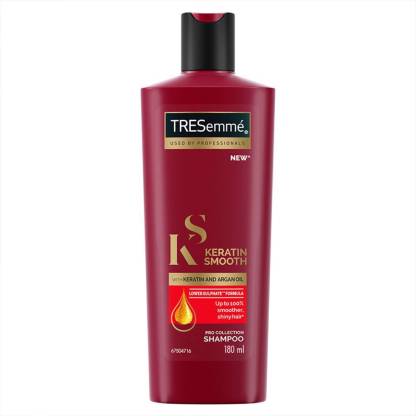 TRESemmé®
USED BY PROFESSIONALS
NEW*
KS
KERATIN
SMOOTH
WITH KERATIN AND ARGAN OIL
LOWER SULPHATE** FORMULA
Up to 100%
smoother,
shiny hair*
PRO COLLECTION
SHAMPOO
67504716
180 ml